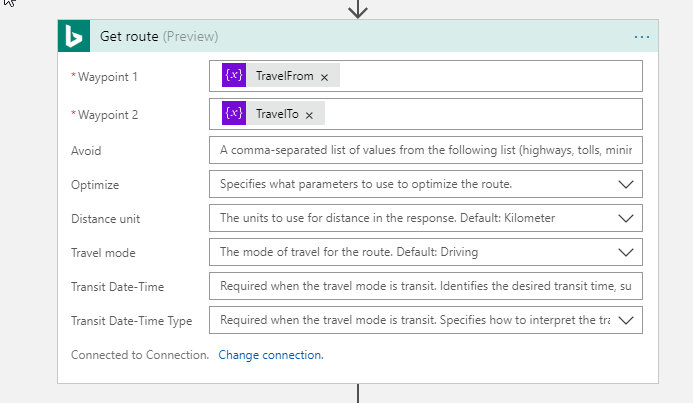 Get route (Preview)
...
* Waypoint 1 {x} TravelFrom ×
* Waypoint 2 {x} TravelTo ×
Avoid A comma-separated list of values from the following list (highways, tolls, minir
Optimize Specifies what parameters to use to optimize the route.
Distance unit The units to use for distance in the response. Default: Kilometer
Travel mode The mode of travel for the route. Default: Driving
Transit Date-Time Required when the travel mode is transit. Identifies the desired transit time, su
Transit Date-Time Type Required when the travel mode is transit. Specifies how to interpret the tra
Connected to Connection. Change connection.